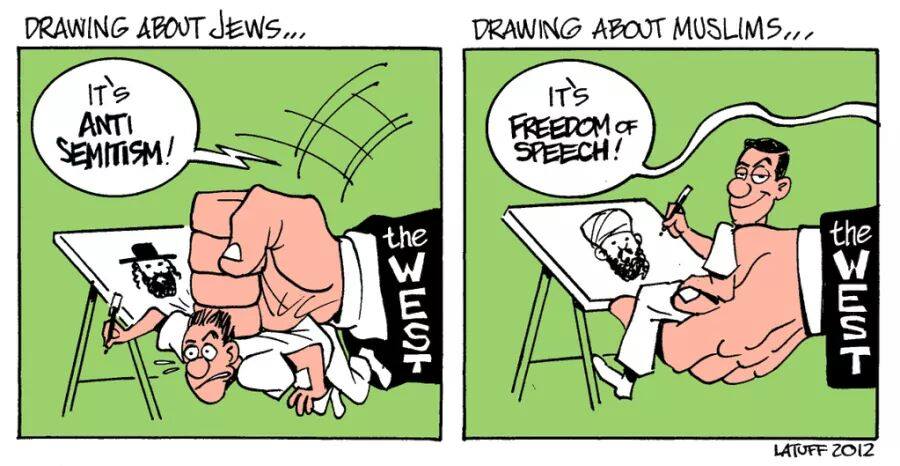 DRAWING ABOUT JEWS...
IT'S
ANTI
SEMITISM!
the
WEST
DRAWING ABOUT MUSLIMS...
IT'S
FREEDOM OF
SPEECH!
the
WEST
LATUFF 2012